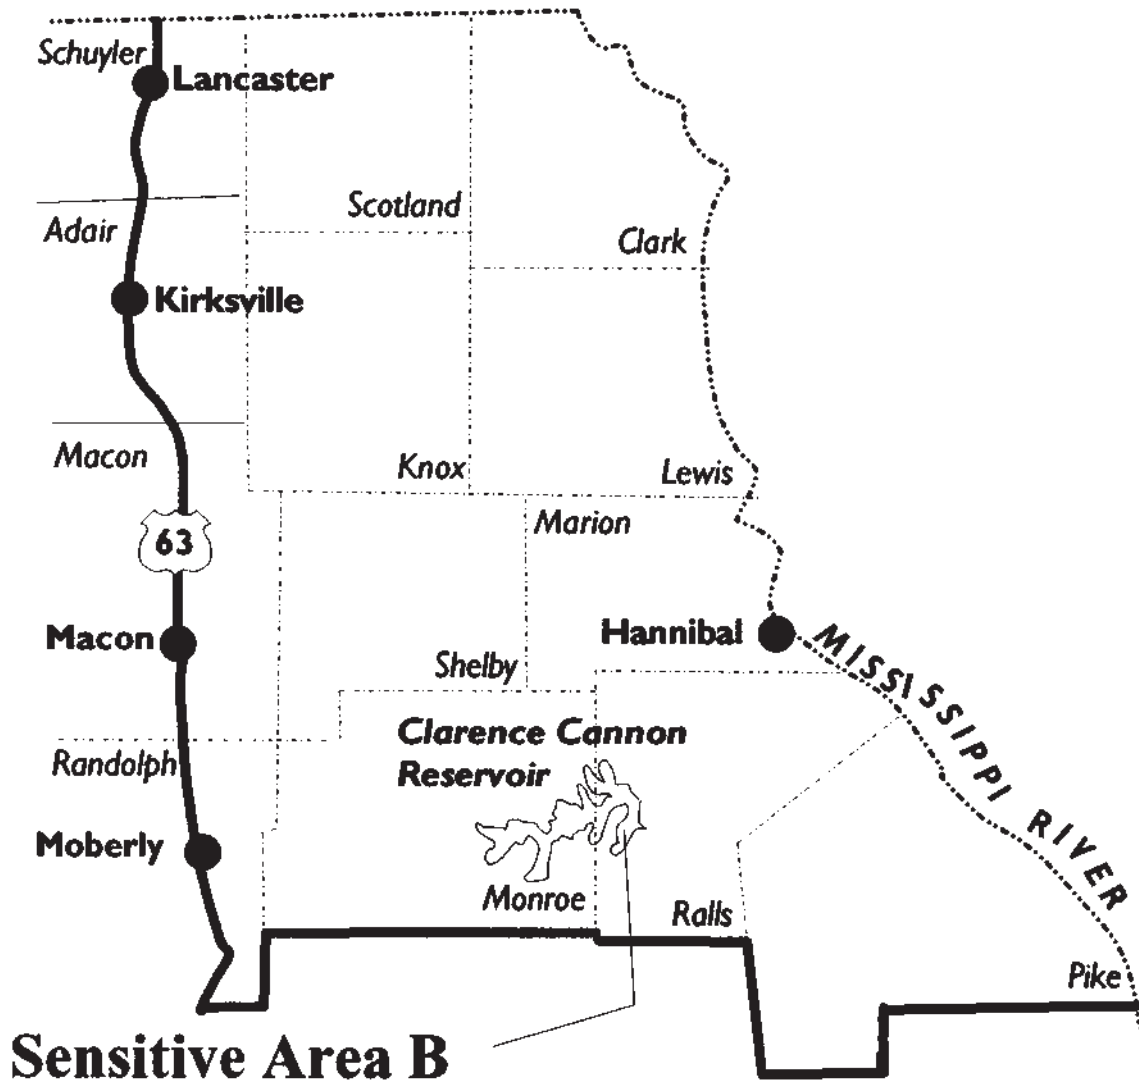 Schuyler
Lancaster
Scotland
Adair
Clark
Kirksville
Macon
Knox
Lewis
Marion
63
Macon
Hannibal
MISSISSIPPI RIVER
Shelby
Clarence Cannon
Reservoir
Randolph
Moberly
Monroe
Ralls
Pike
Sensitive Area B